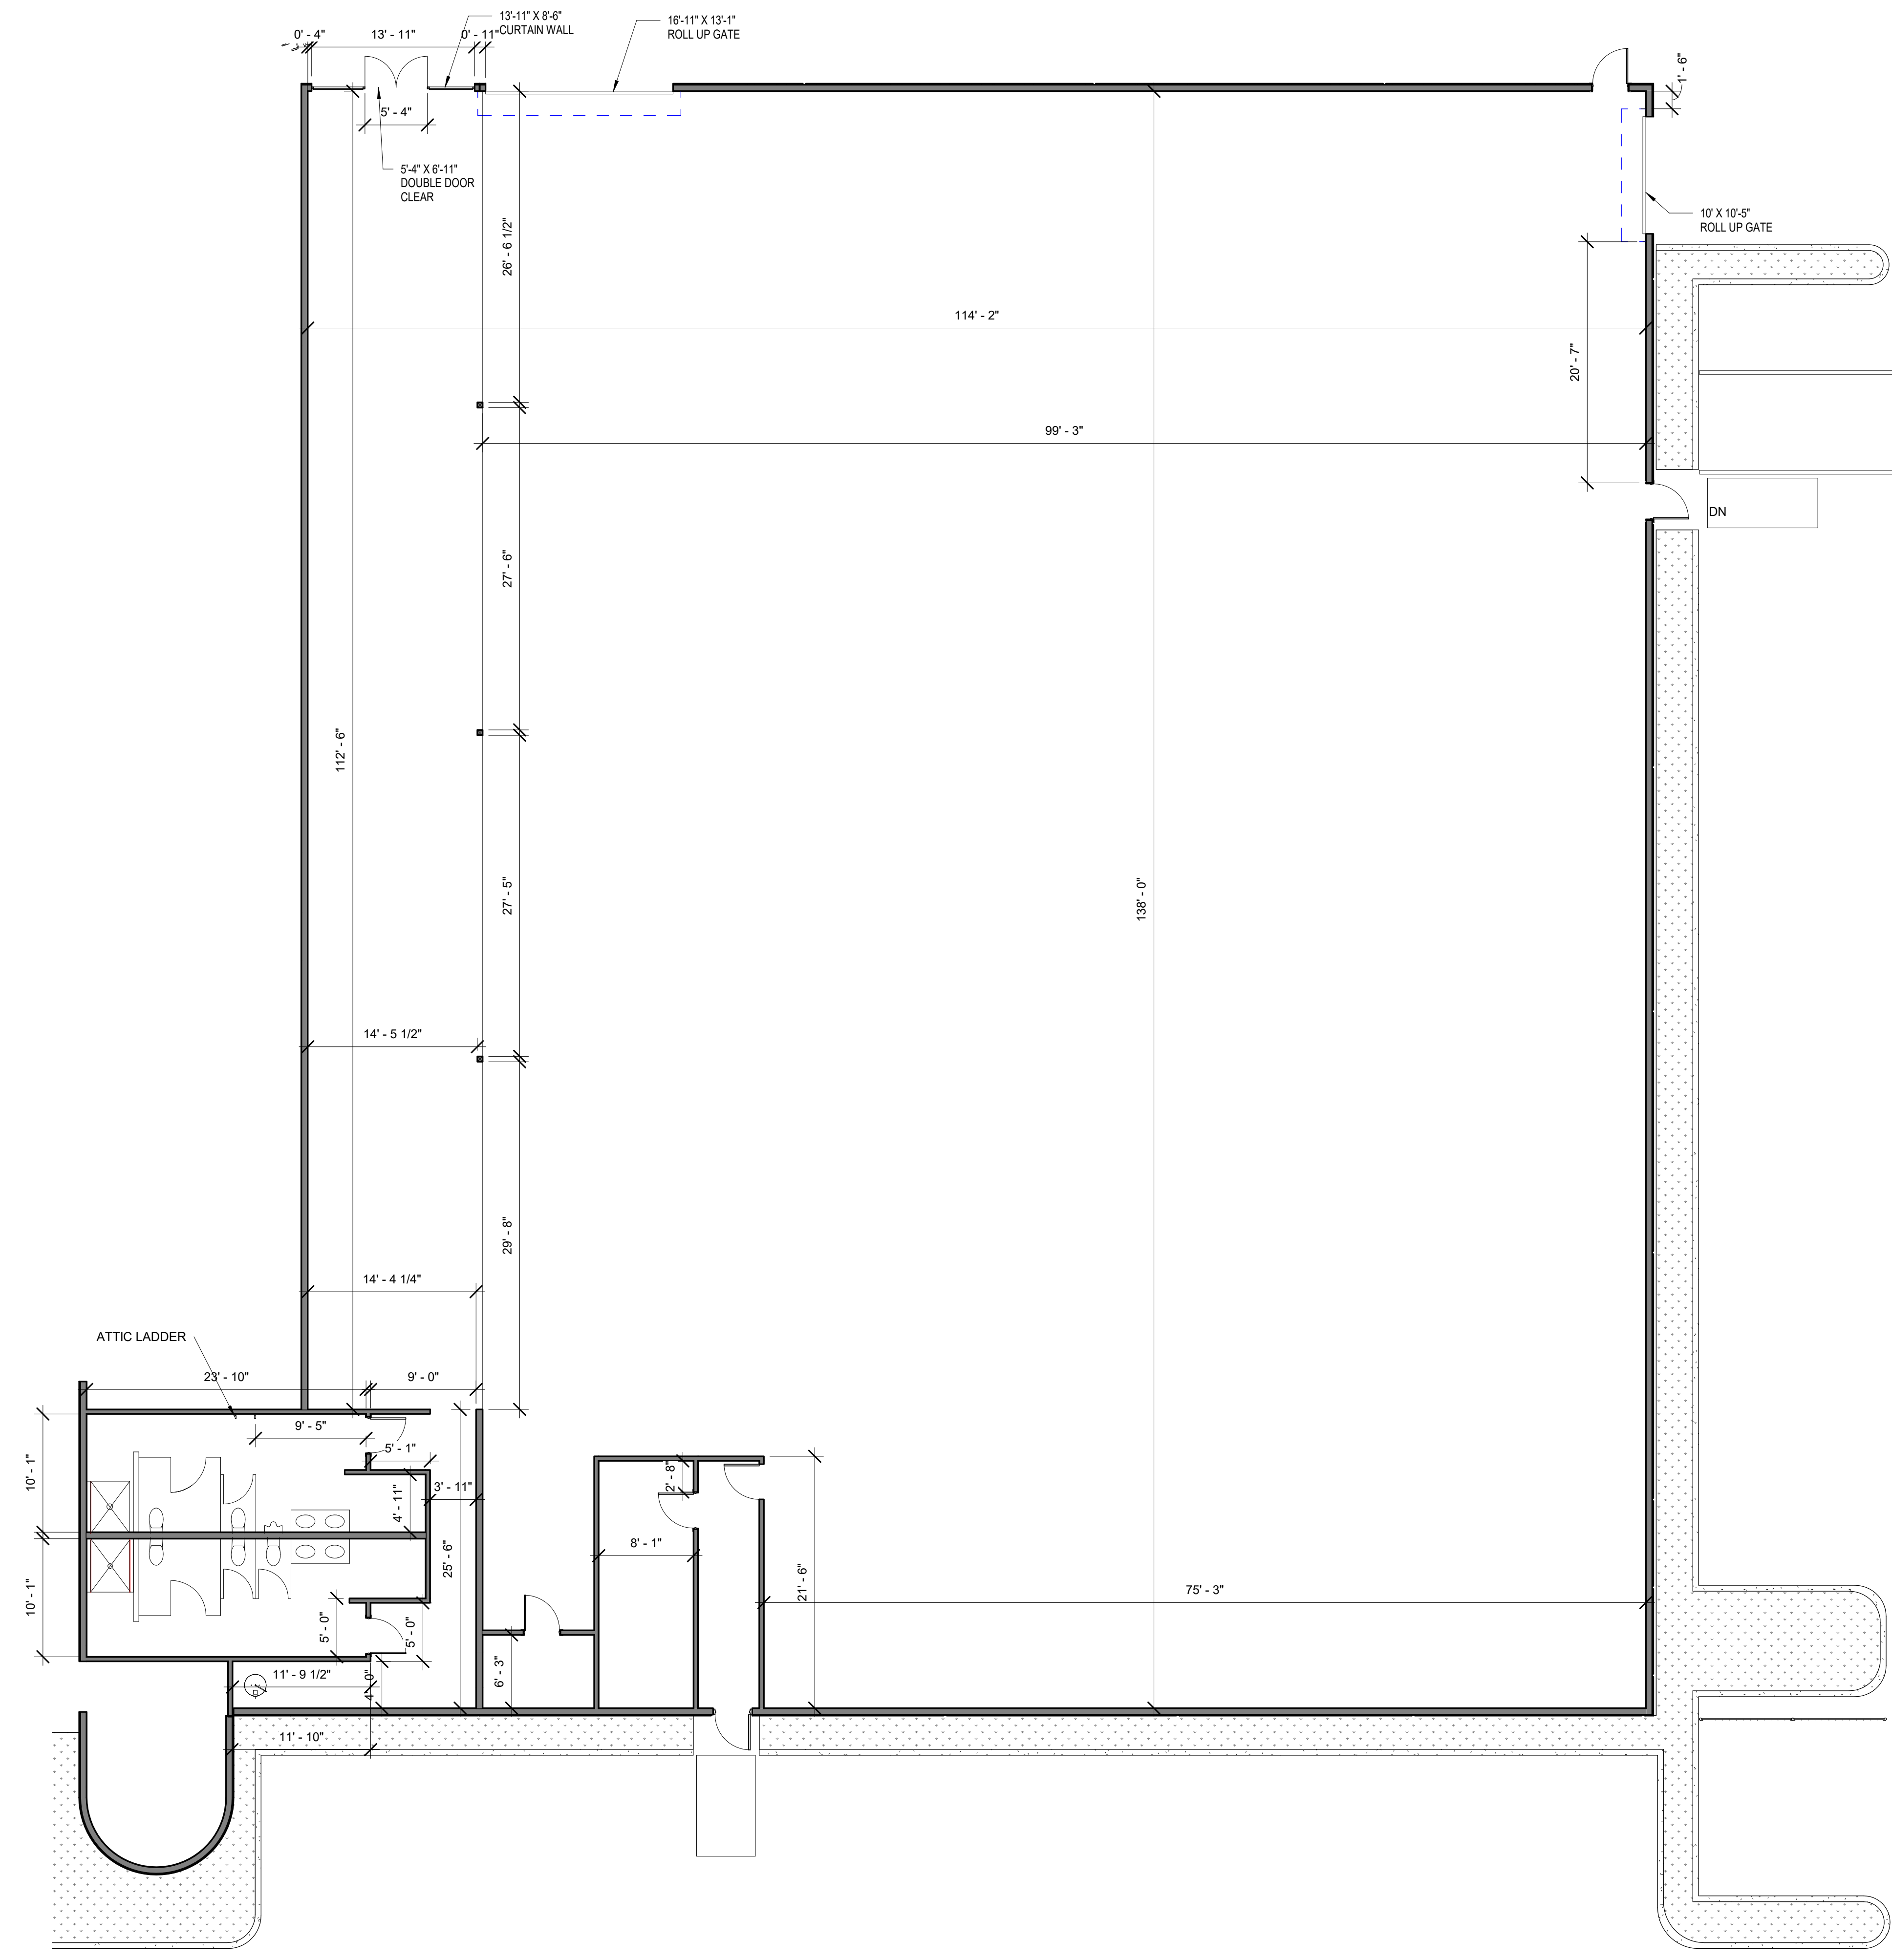 13'-11" X 8'-6"
CURTAIN WALL
16'-11" X 13'-1"
ROLL UP GATE
0' - 4"
13' - 11"
0' - 11"
1' - 6"
5' - 4"
5'-4" X 6'-11"
DOUBLE DOOR
CLEAR
10' X 10'-5"
ROLL UP GATE
26' - 6 1/2"
114' - 2"
20' - 7"
99' - 3"
DN
27' - 6"
112' - 6"
27' - 5"
138' - 0"
14' - 5 1/2"
29' - 8"
14' - 4 1/4"
ATTIC LADDER
23' - 10"
9' - 0"
9' - 5"
5' - 1"
10' - 1"
2' - 8"
3' - 11"
4' - 11"
8' - 1"
25' - 6"
21' - 6"
75' - 3"
10' - 1"
5' - 0"
5' - 0"
11' - 9 1/2"
4' - 0"
6' - 3"
11' - 10"